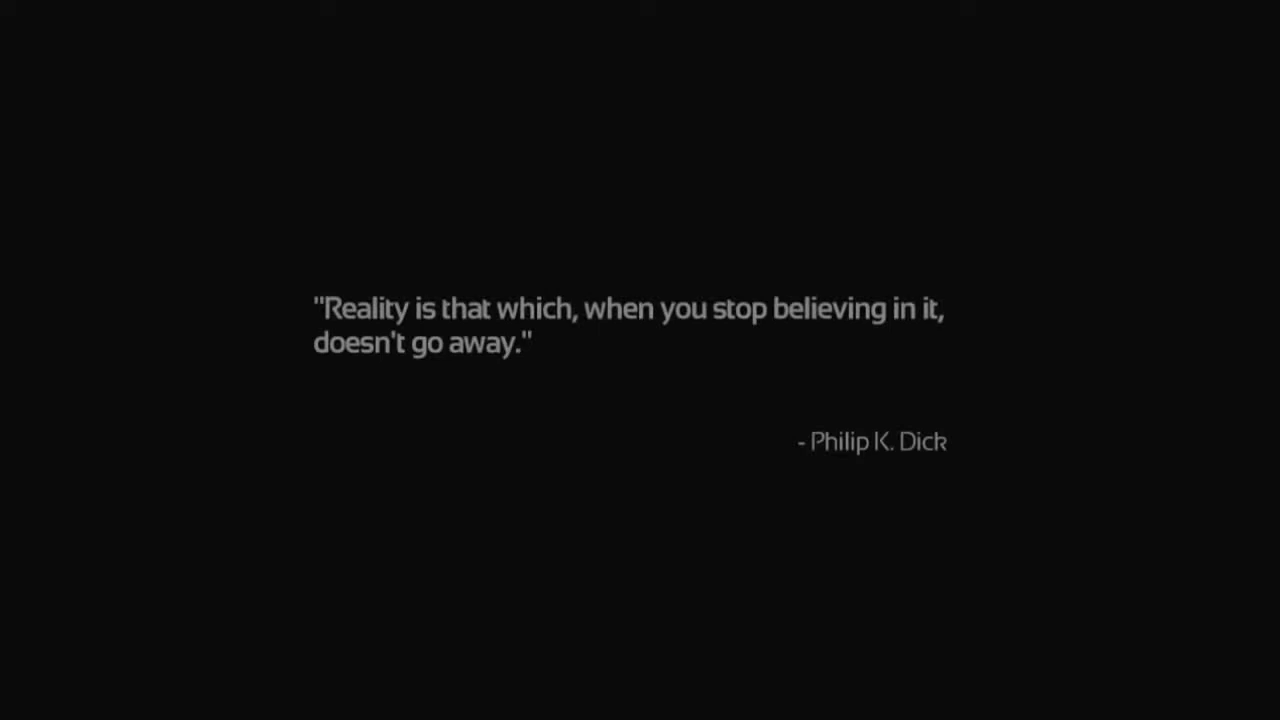 "Reality is that which, when you stop believing in it,
doesn't go away."
- Philip K. Dick